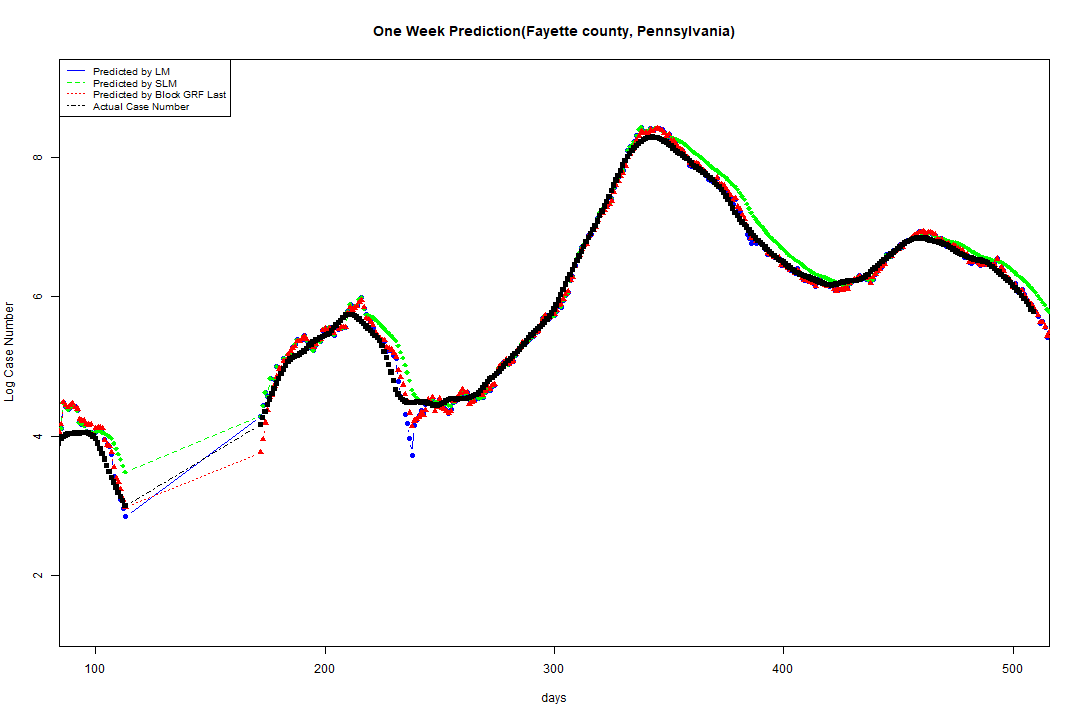 One Week Prediction(Fayette county, Pennsylvania)
Predicted by LM
Predicted by SLM
Predicted by Block GRF Last
Actual Case Number
Log Case Number
8
6
4
2
100 200 300 400 500
days